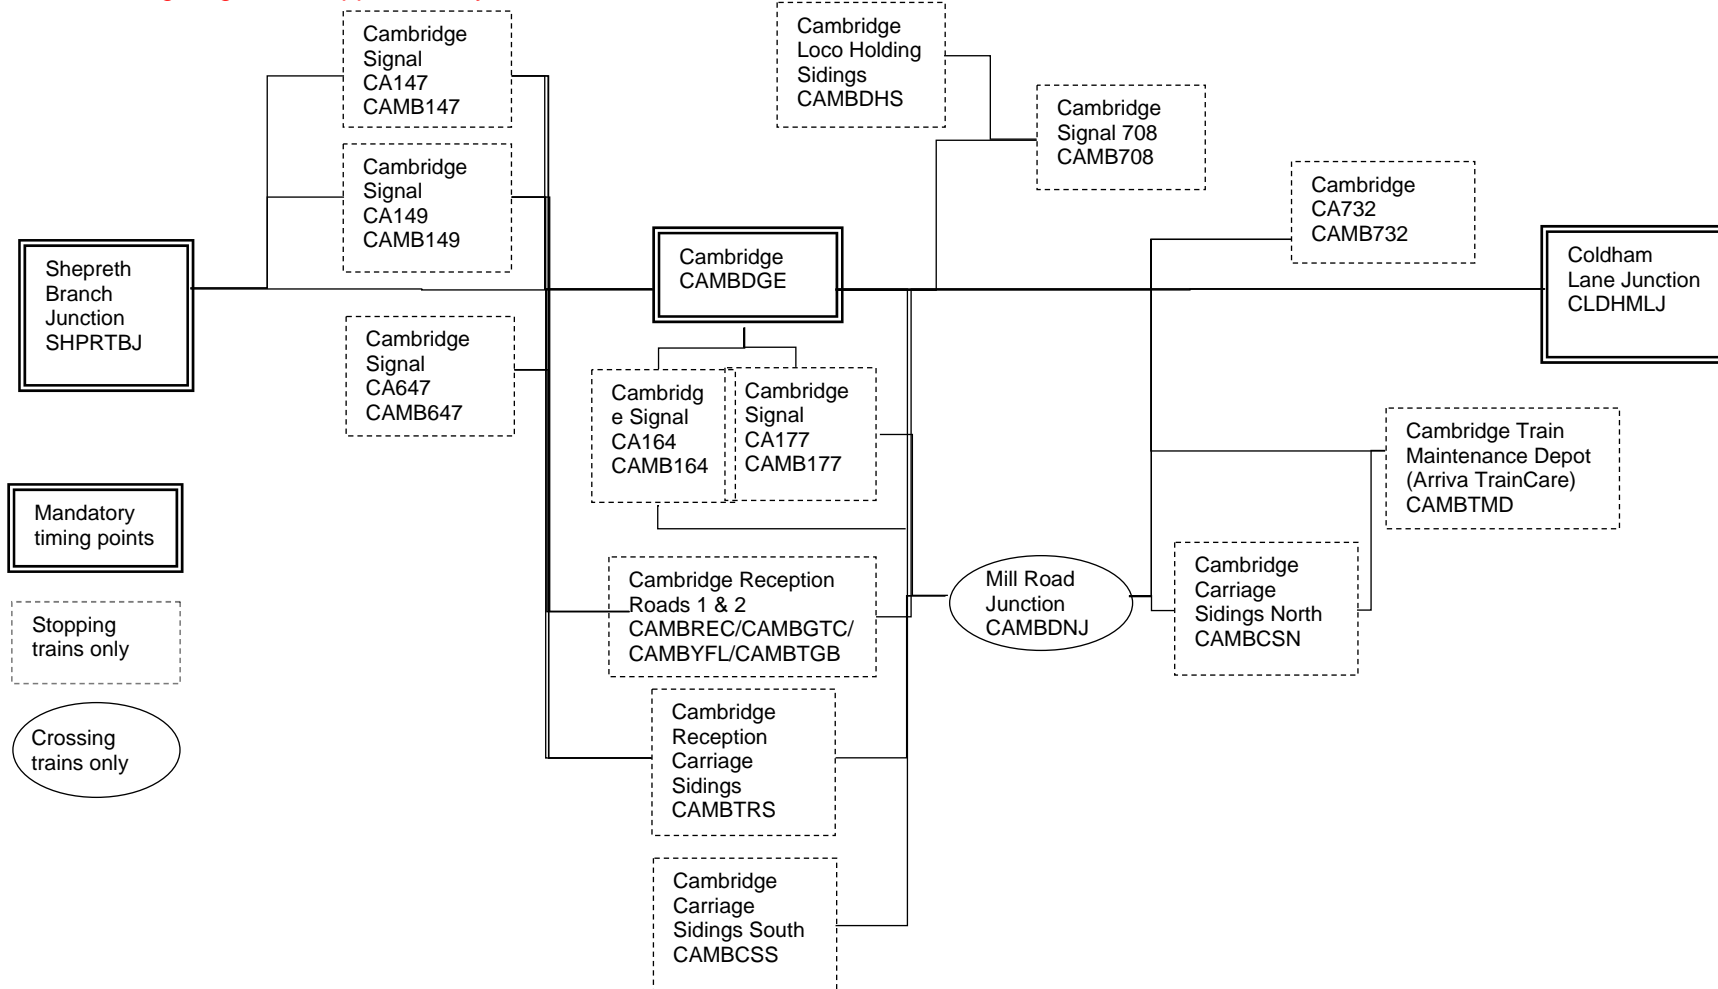 Cambridge
Signal
CA147
CAMB147
Cambridge
Loco Holding
Sidings
CAMBDHS
Cambridge
Signal 708
CAMB708
Cambridge
Signal
CA149
CAMB149
Cambridge
CA732
CAMB732
Shepreth
Branch
Junction
SHPRTBJ
Cambridge
CAMBDGE
Coldham
Lane Junction
CLDHMLJ
Cambridge
Signal
CA647
CAMB647
Cambridg
e Signal
CA164
CAMB164
Cambridge
Signal
CA177
CAMB177
Cambridge Train
Maintenance Depot
(Arriva TrainCare)
CAMBTMD
Mandatory
timing points
Cambridge Reception
Roads 1 & 2
CAMBREC/CAMBGTC/
CAMBYFL/CAMBTGB
Mill Road
Junction
CAMBDNJ
Cambridge
Carriage
Sidings North
CAMBCSN
Stopping
trains only
Cambridge
Reception
Carriage
Sidings
CAMBTRS
Crossing
trains only
Cambridge
Carriage
Sidings South
CAMBCSS